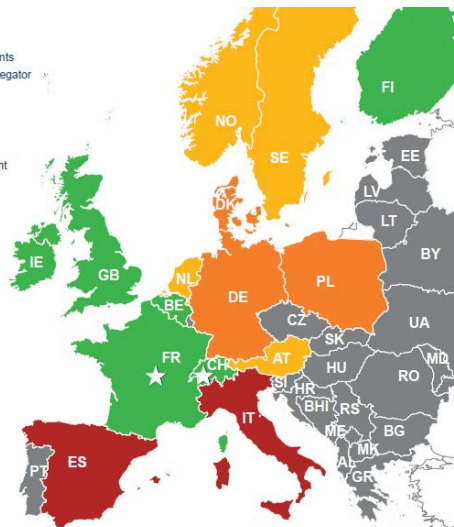 nts
egator
nt
FI
NO
SE
EE
LV
DK
LT
IE
GB
BY
NL
BE
DE
PL
CZ
UA
SK
FR
CH
AT
HU
MD
SI
HR
RO
BHI
RS
IT
ME
BG
MK
PT
ES
AL
GR